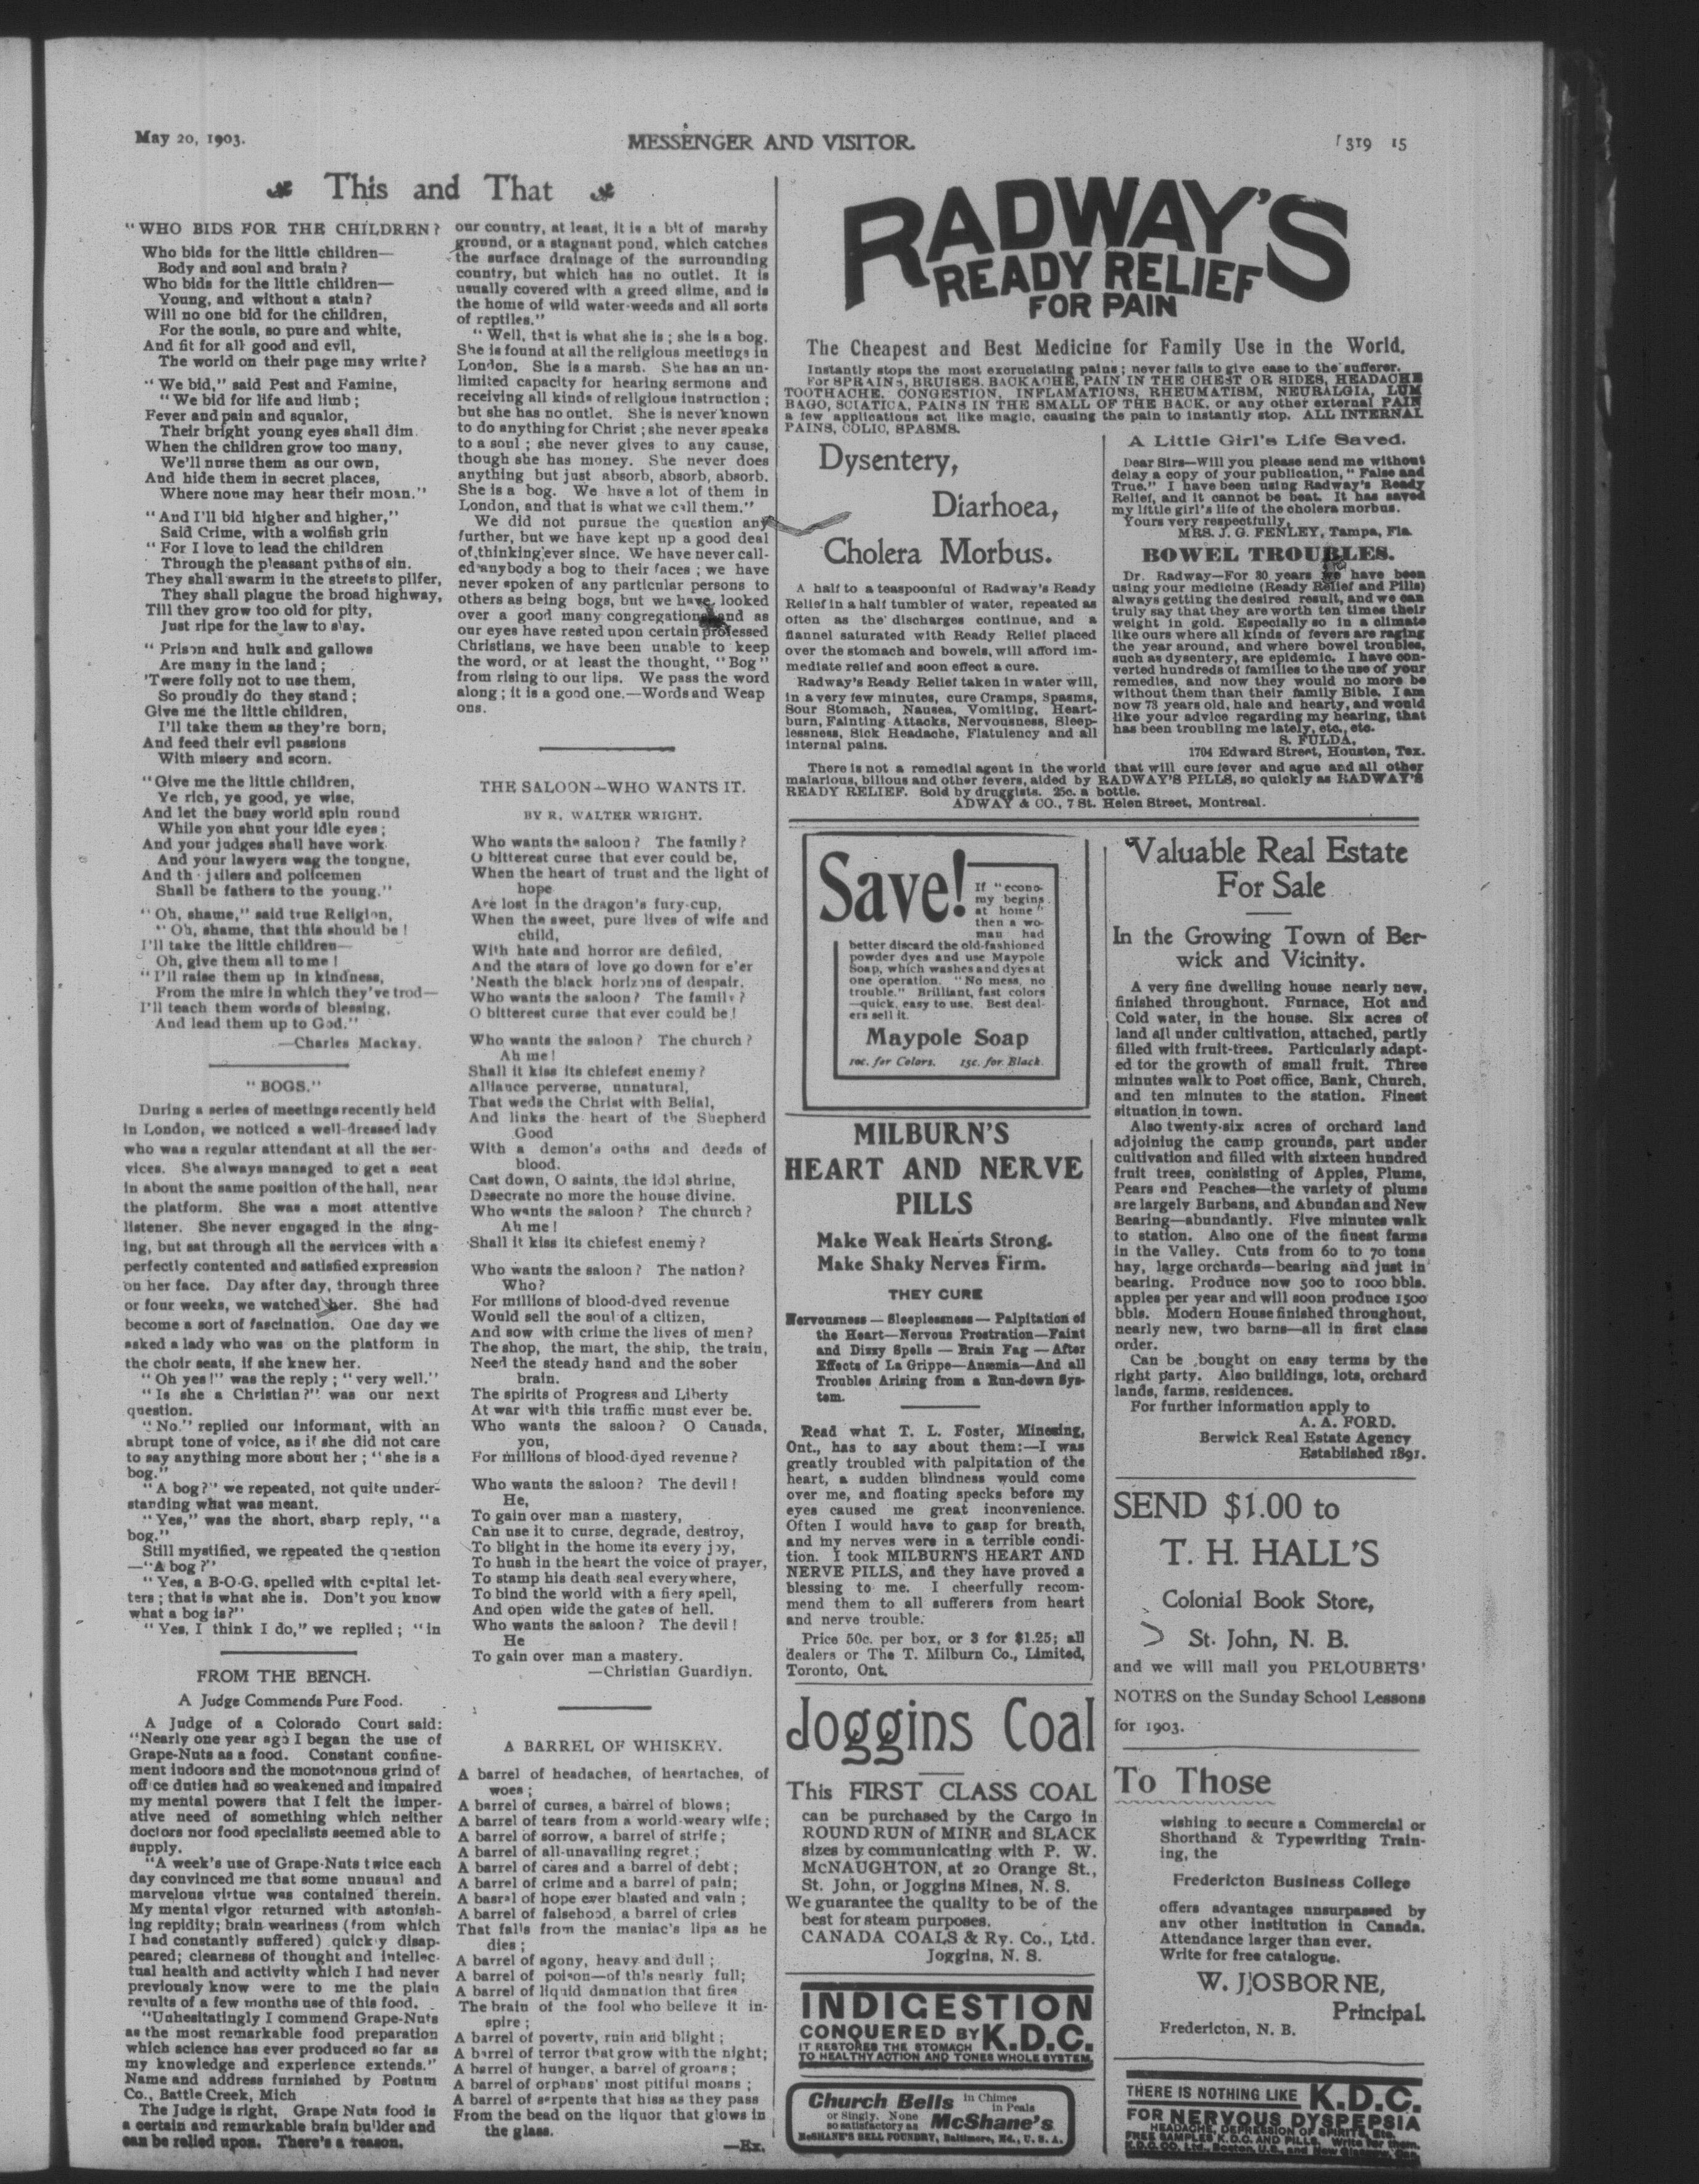 May 20, 1903.
MESSENGER AND VISITOR.
319 15
This and That
"WHO BIDS FOR THE CHILDREN?
Who bids for the little children—
Body and soul and brain?
Who bids for the little children—
Young, and without a stain?
Will no one bid for the children,
For the souls, so pure and white,
And fit for all good and evil,
The world on their page may write?
"We bid," said Pest and Famine,
"We bid for life and limb;
Fever and pain and squalor,
Their bright young eyes shall dim.
When the children grow too many,
We'll nurse them as our own,
And hide them in secret places,
Where none may hear their moan."
"And I'll bid higher and higher,"
Said Crime, with a wolfish grin
"For I love to lead the children
Through the pleasant paths of sin.
They shall swarm in the streets to pilfer,
They shall plague the broad highway,
Till they grow too old for pity,
Just ripe for the law to slay.
"Prison and hulk and gallows
Are many in the land;
'Twere folly not to use them,
So proudly do they stand;
Give me the little children,
I'll take them as they're born,
And feed their evil passions
With misery and scorn.
"Give me the little children,
Ye rich, ye good, ye wise,
And let the busy world spin round
While you shut your idle eyes;
And your judges shall have work
And your lawyers wag the tongue,
And th jailers and policemen
Shall be fathers to the young."
"Oh, shame," said true Religion,
"Oh, shame, that this should be!
I'll take the little children—
Oh, give them all to me!
"I'll raise them up in kindness,
From the mire in which they've trod—
I'll teach them words of blessing,
And lead them up to God."
—Charles Mackay.
"BOGS."
During a series of meetings recently held
in London, we noticed a well-dressed lady
who was a regular attendant at all the ser-
vices. She always managed to get a seat
in about the same position of the hall, near
the platform. She was a most attentive
listener. She never engaged in the sing-
ing, but sat through all the services with a
perfectly contented and satisfied expression
on her face. Day after day, through three
or four weeks, we watched her. She had
become a sort of fascination. One day we
asked a lady who was on the platform in
the choir seats, if she knew her.
"Oh yes!" was the reply; "very well."
"Is she a Christian?" was our next
question.
"No." replied our informant, with an
abrupt tone of voice, as if she did not care
to say anything more about her; "she is a
bog."
"A bog?" we repeated, not quite under-
standing what was meant.
"Yes," was the short, sharp reply, "a
bog."
Still mystified, we repeated the question
—"A bog?"
"Yes, a B-O-G. spelled with capital let-
ters; that is what she is. Don't you know
what a bog is?"
"Yes, I think I do," we replied; "in
FROM THE BENCH.
A Judge Commends Pure Food.
A Judge of a Colorado Court said:
"Nearly one year ago I began the use of
Grape-Nuts as a food. Constant confine-
ment indoors and the monotonous grind of
office duties had so weakened and impaired
my mental powers that I felt the imper-
ative need of something which neither
doctors nor food specialists seemed able to
supply.
"A week's use of Grape-Nuts twice each
day convinced me that some unusual and
marvelous virtue was contained therein.
My mental vigor returned with astonish-
ing repidity; brain weariness (from which
I had constantly suffered) quickly disap-
peared; clearness of thought and intellec-
tual health and activity which I had never
previously know were to me the plain
results of a few months use of this food.
"Unhesitatingly I commend Grape-Nuts
as the most remarkable food preparation
which science has ever produced so far as
my knowledge and experience extends."
Name and address furnished by Postum
Co., Battle Creek, Mich
The Judge is right, Grape Nuts food is
a certain and remarkable brain builder and
can be relied upon. There's a reason.
our country, at least, it is a bit of marshy
ground, or a stagnant pond, which catches
the surface drainage of the surrounding
country, but which has no outlet. It is
usually covered with a greed slime, and is
the home of wild water-weeds and all sorts
of reptiles."
"Well, that is what she is; she is a bog.
She is found at all the religious meetings in
London. She is a marsh. She has an un-
limited capacity for hearing sermons and
receiving all kinds of religious instruction;
but she has no outlet. She is never known
to do anything for Christ; she never speaks
to a soul; she never gives to any cause,
though she has money. She never does
anything but just absorb, absorb, absorb.
She is a bog. We have a lot of them in
London, and that is what we call them."
We did not pursue the question any
further, but we have kept up a good deal
of thinking ever since. We have never call-
ed anybody a bog to their faces; we have
never spoken of any particular persons to
others as being bogs, but we have looked
over a good many congregations and as
our eyes have rested upon certain professed
Christians, we have been unable to keep
the word, or at least the thought, "Bog"
from rising to our lips. We pass the word
along; it is a good one.—Words and Weap
ons.
THE SALOON—WHO WANTS IT.
BY R. WALTER WRIGHT.
Who wants the saloon? The family?
O bitterest curse that ever could be,
When the heart of trust and the light of
hope
Are lost in the dragon's fury-cup,
When the sweet, pure lives of wife and
child,
With hate and horror are defiled,
And the stars of love go down for e'er
'Neath the black horizons of despair.
Who wants the saloon? The family?
O bitterest curse that ever could be!
Who wants the saloon? The church?
Ah me!
Shall it kiss its chiefest enemy?
Alliance perverse, unnatural,
That weds the Christ with Belial,
And links the heart of the Shepherd
Good
With a demon's oaths and deeds of
blood.
Cast down, O saints, the idol shrine,
Desecrate no more the house divine.
Who wants the saloon? The church?
Ah me!
Shall it kiss its chiefest enemy?
Who wants the saloon? The nation?
Who?
For millions of blood-dyed revenue
Would sell the soul of a citizen,
And sow with crime the lives of men?
The shop, the mart, the ship, the train,
Need the steady hand and the sober
brain.
The spirits of Progress and Liberty
At war with this traffic must ever be.
Who wants the saloon? O Canada,
you,
For millions of blood-dyed revenue?
Who wants the saloon? The devil!
He,
To gain over man a mastery,
Can use it to curse, degrade, destroy,
To blight in the home its every joy,
To hush in the heart the voice of prayer,
To stamp his death seal everywhere,
To bind the world with a fiery spell,
And open wide the gates of hell.
Who wants the saloon? The devil!
He
To gain over man a mastery.
—Christian Guardiyn.
A BARREL OF WHISKEY.
A barrel of headaches, of heartaches, of
woes;
A barrel of curses, a barrel of blows;
A barrel of tears from a world-weary wife;
A barrel of sorrow, a barrel of strife;
A barrel of all-unavailing regret;
A barrel of cares and a barrel of debt;
A barrel of crime and a barrel of pain;
A basrel of hope ever blasted and vain;
A barrel of falsehood, a barrel of cries
That falls from the maniac's lips as he
dies;
A barrel of agony, heavy and dull;
A barrel of poison—of this nearly full;
A barrel of liquid damnation that fires
The brain of the fool who believe it in-
spire;
A barrel of poverty, ruin and blight;
A barrel of terror that grow with the night;
A barrel of hunger, a barrel of groans;
A barrel of orphans' most pitiful moans;
A barrel of serpents that hiss as they pass
From the bead on the liquor that glows in
the glass.
—Ex.
RADWAY'S
READY RELIEF
FOR PAIN
The Cheapest and Best Medicine for Family Use in the World.
Instantly stops the most excruciating pains; never fails to give ease to the sufferer.
For SPRAINS, BRUISES. BACKACHE, PAIN IN THE CHEST OR SIDES, HEADACHE
TOOTHACHE. CONGESTION, INFLAMATIONS, RHEUMATISM, NEURALGIA, LUM
BAGO, SCIATICA, PAINS IN THE SMALL OF THE BACK. or any other external PAIN
a few applications act like magic, causing the pain to instantly stop. ALL INTERNAL
PAINS, COLIC, SPASMS.
Dysentery,
Diarhoea,
Cholera Morbus.
A half to a teaspoonful of Radway's Ready
Relief in a half tumbler of water, repeated as
often as the discharges continue, and a
flannel saturated with Ready Relief placed
over the stomach and bowels, will afford im-
mediate relief and soon effect a cure.
Radway's Ready Relief taken in water will,
in a very few minutes, cure Cramps, Spasms,
Sour Stomach, Nausea, Vomiting, Heart-
burn, Fainting Attacks, Nervousness, Sleep-
lessness, Sick Headache, Flatulency and all
internal pains.
A Little Girl's Life Saved.
Dear Sirs—Will you please send me without
delay a copy of your publication, "False and
True." I have been using Radway's Ready
Relief, and it cannot be beat. It has saved
my little girl's life of the cholera morbus.
Yours very respectfully,
MRS. J. G. FENLEY, Tampa, Fla.
BOWEL TROUBLES.
Dr. Radway—For 30 years we have been
using your medicine (Ready Relief and Pills)
always getting the desired result, and we can
truly say that they are worth ten times their
weight in gold. Especially so in a climate
like ours where all kinds of fevers are raging
the year around, and where bowel troubles,
such as dysentery, are epidemic. I have con-
verted hundreds of families to the use of your
remedies, and now they would no more be
without them than their family Bible. I am
now 73 years old, hale and hearty, and would
like your advice regarding my hearing, that
has been troubling me lately, etc., etc.
S. FULDA,
1704 Edward Street, Houston, Tex.
There is not a remedial agent in the world that will cure fever and ague and all other
malarious, bilious and other fevers, aided by RADWAY'S PILLS, so quickly as RADWAY'S
READY RELIEF. Sold by druggists. 25c. a bottle.
ADWAY & CO., 7 St. Helen Street, Montreal.
Save!
If "econo-
my begins
at home"
then a wo-
man had
better discard the old-fashioned
powder dyes and use Maypole
Soap, which washes and dyes at
one operation. "No mess, no
trouble." Brilliant, fast colors
—quick, easy to use. Best deal-
ers sell it.
Maypole Soap
10c. for Colors. 15c. for Black.
MILBURN'S
HEART AND NERVE
PILLS
Make Weak Hearts Strong.
Make Shaky Nerves Firm.
THEY CURE
Nervousness — Sleeplessness — Palpitation of
the Heart—Nervous Prostration—Faint
and Dizzy Spells — Brain Fag — After
Effects of La Grippe—Anæmia—And all
Troubles Arising from a Run-down Sys-
tem.
Read what T. L. Foster, Minesing,
Ont., has to say about them:—I was
greatly troubled with palpitation of the
heart, a sudden blindness would come
over me, and floating specks before my
eyes caused me great inconvenience.
Often I would have to gasp for breath,
and my nerves were in a terrible condi-
tion. I took MILBURN'S HEART AND
NERVE PILLS, and they have proved a
blessing to me. I cheerfully recom-
mend them to all sufferers from heart
and nerve trouble.
Price 50c. per box, or 3 for $1.25; all
dealers or The T. Milburn Co., Limited,
Toronto, Ont.
Joggins Coal
This FIRST CLASS COAL
can be purchased by the Cargo in
ROUND RUN of MINE and SLACK
sizes by communicating with P. W.
McNAUGHTON, at 20 Orange St.,
St. John, or Joggins Mines, N. S.
We guarantee the quality to be of the
best for steam purposes.
CANADA COALS & Ry. Co., Ltd.
Joggins, N. S.
INDIGESTION
CONQUERED BY K.D.C.
IT RESTORES THE STOMACH
TO HEALTHY ACTION AND TONES WHOLE SYSTEM.
Church Bells in Chimes
in Peals
or Singly. None
so satisfactory as McShane's
McSHANE'S BELL FOUNDRY, Baltimore, Md., U. S. A.
Valuable Real Estate
For Sale
In the Growing Town of Ber-
wick and Vicinity.
A very fine dwelling house nearly new,
finished throughout. Furnace, Hot and
Cold water, in the house. Six acres of
land all under cultivation, attached, partly
filled with fruit-trees. Particularly adapt-
ed tor the growth of small fruit. Three
minutes walk to Post office, Bank, Church,
and ten minutes to the station. Finest
situation in town.
Also twenty-six acres of orchard land
adjoining the camp grounds, part under
cultivation and filled with sixteen hundred
fruit trees, consisting of Apples, Plums,
Pears and Peaches—the variety of plums
are largely Burbans, and Abundan and New
Bearing—abundantly. Five minutes walk
to station. Also one of the finest farms
in the Valley. Cuts from 60 to 70 tons
hay, large orchards—bearing and just in
bearing. Produce now 500 to 1000 bbls.
apples per year and will soon produce 1500
bbls. Modern House finished throughout,
nearly new, two barns—all in first class
order.
Can be bought on easy terms by the
right party. Also buildings, lots, orchard
lands, farms, residences.
For further information apply to
A. A. FORD.
Berwick Real Estate Agency
Established 1891.
SEND $1.00 to
T. H. HALL'S
Colonial Book Store,
St. John, N. B.
and we will mail you PELOUBETS'
NOTES on the Sunday School Lessons
for 1903.
To Those
wishing to secure a Commercial or
Shorthand & Typewriting Train-
ing, the
Fredericton Business College
offers advantages unsurpassed by
any other institution in Canada.
Attendance larger than ever.
Write for free catalogue.
W. J. OSBORNE,
Principal.
Fredericton, N. B.
THERE IS NOTHING LIKE K.D.C.
FOR NERVOUS DYSPEPSIA
HEADACHE, DEPRESSION OF SPIRITS, Etc.
FREE SAMPLES K.D.C. AND PILLS. Write for them.
K.D.C. CO. Ltd., Boston, U.S., and New Glasgow, Can.